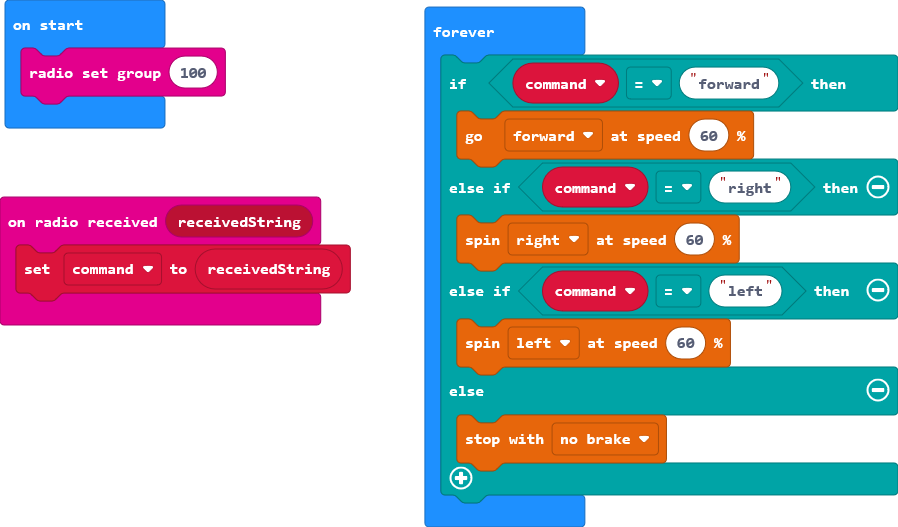 on start
radio set group 100
on radio received receivedString
set command to receivedString
forever
if command = "forward" then
go forward at speed 60 %
else if command = "right" then
spin right at speed 60 %
else if command = "left" then
spin left at speed 60 %
else
stop with no brake